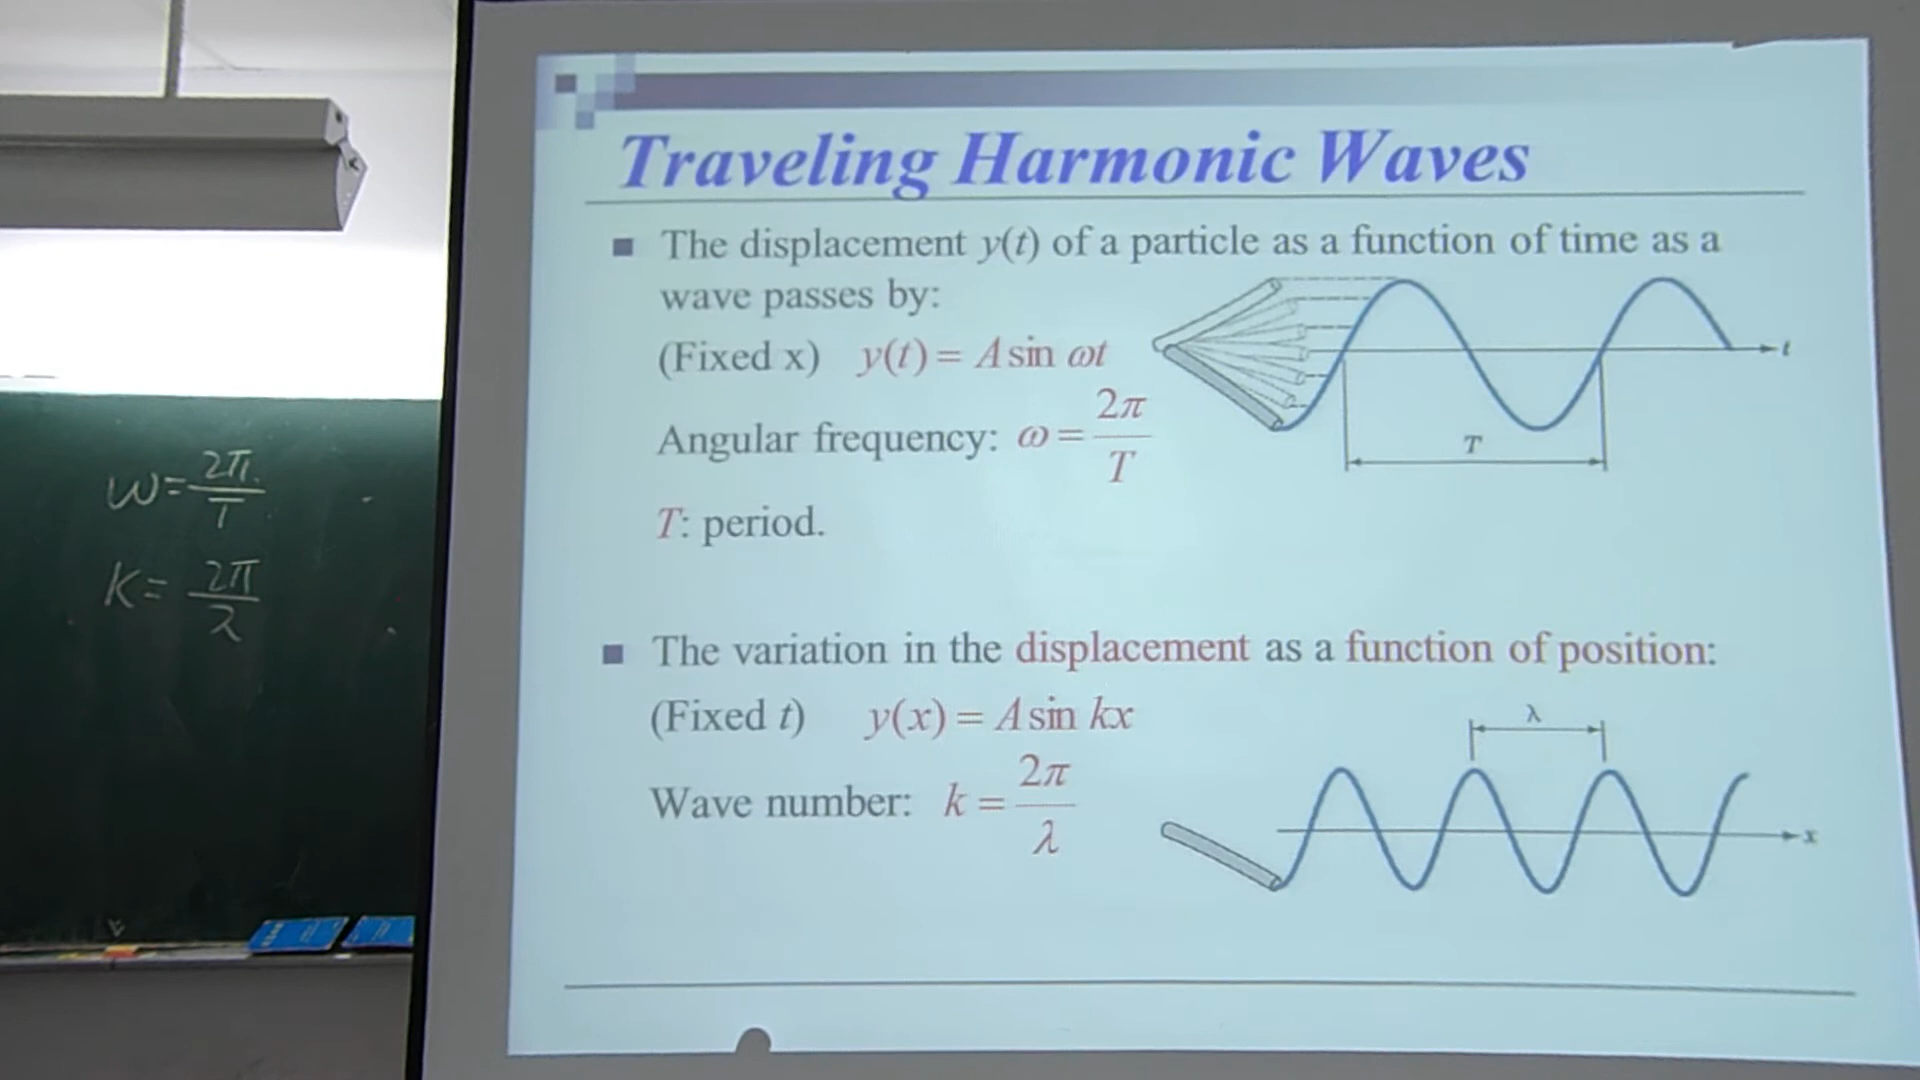 ω=2π/T
K=2π/λ
Traveling Harmonic Waves
The displacement y(t) of a particle as a function of time as a
wave passes by:
(Fixed x) y(t) = A sin ωt
Angular frequency: ω = 2π/T
T: period.
T
t
The variation in the displacement as a function of position:
(Fixed t) y(x) = A sin kx
Wave number: k = 2π/λ
λ
x